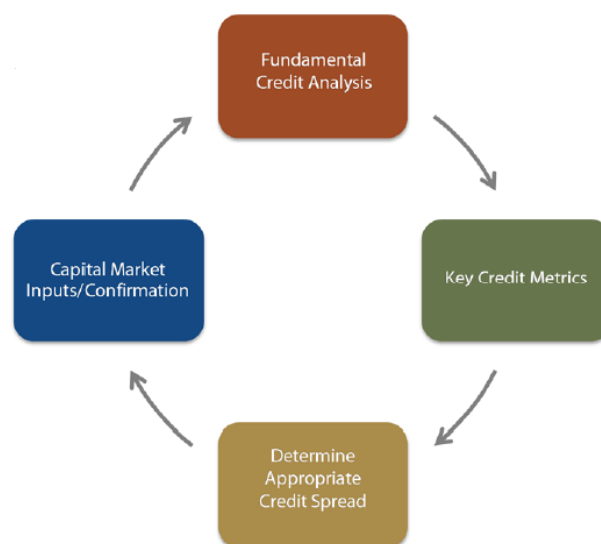 Fundamental
Credit Analysis
Capital Market
Inputs/Confirmation
Key Credit Metrics
Determine
Appropriate
Credit Spread